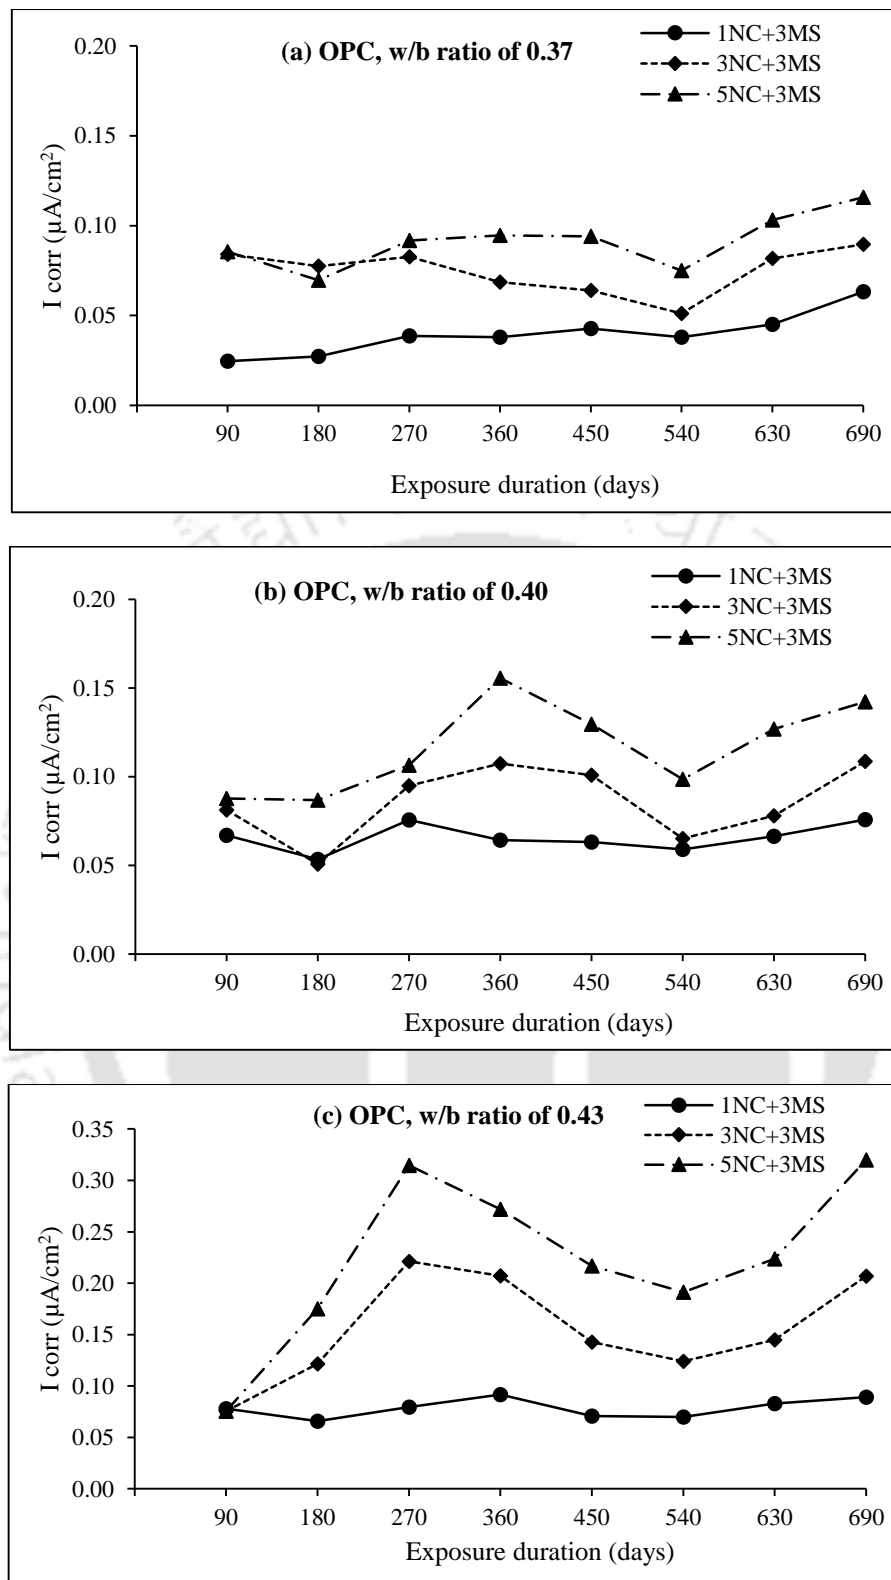 (a) OPC, w/b ratio of 0.37
1NC+3MS
3NC+3MS
5NC+3MS
I corr (µA/cm²)
0.20
0.15
0.10
0.05
0.00
90 180 270 360 450 540 630 690
Exposure duration (days)
(b) OPC, w/b ratio of 0.40
1NC+3MS
3NC+3MS
5NC+3MS
I corr (µA/cm²)
0.20
0.15
0.10
0.05
0.00
90 180 270 360 450 540 630 690
Exposure duration (days)
(c) OPC, w/b ratio of 0.43
1NC+3MS
3NC+3MS
5NC+3MS
I corr (µA/cm²)
0.35
0.30
0.25
0.20
0.15
0.10
0.05
0.00
90 180 270 360 450 540 630 690
Exposure duration (days)